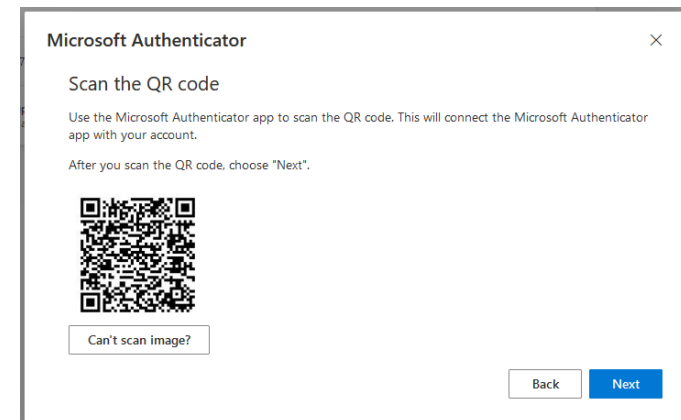 Microsoft Authenticator
Scan the QR code
Use the Microsoft Authenticator app to scan the QR code. This will connect the Microsoft Authenticator
app with your account.
After you scan the QR code, choose "Next".
Can't scan image?
Back
Next